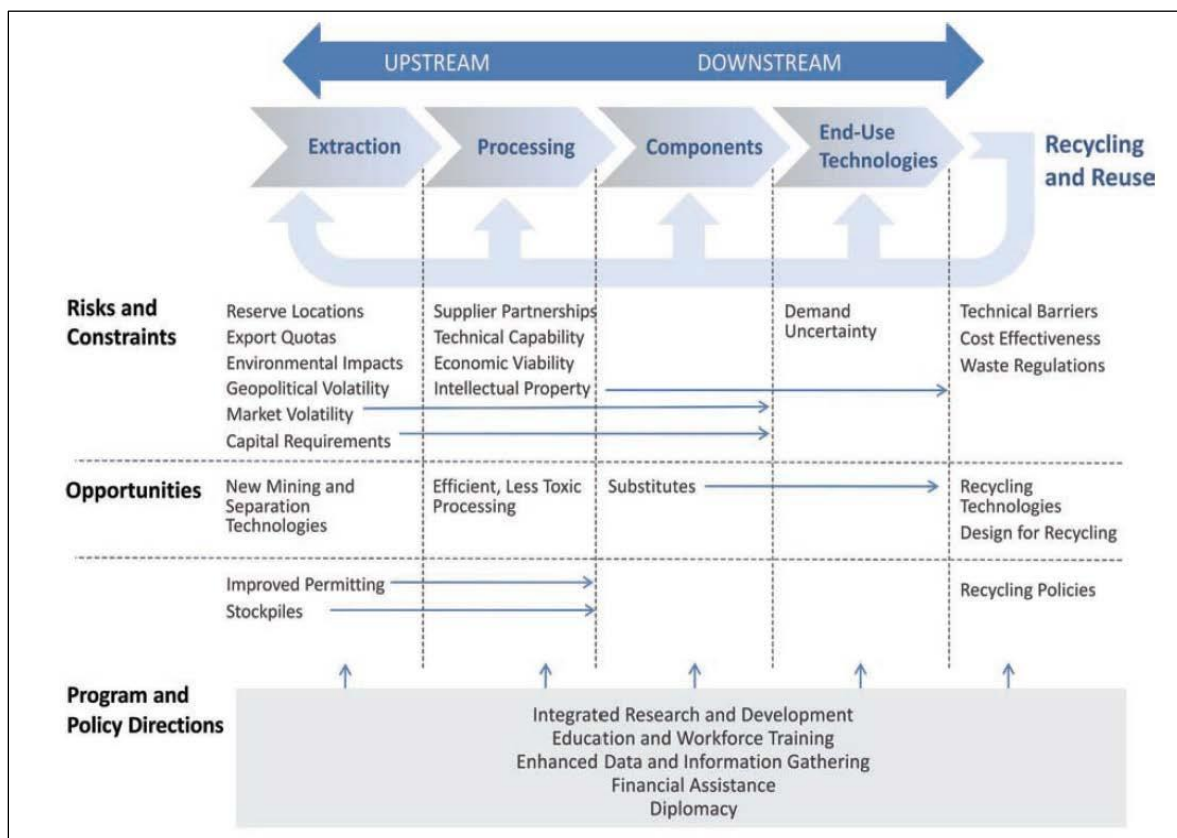 UPSTREAM
DOWNSTREAM
Extraction
Processing
Components
End-Use
Technologies
Recycling
and Reuse
Risks and
Constraints
Reserve Locations
Export Quotas
Environmental Impacts
Geopolitical Volatility
Market Volatility
Capital Requirements
Supplier Partnerships
Technical Capability
Economic Viability
Intellectual Property
Demand
Uncertainty
Technical Barriers
Cost Effectiveness
Waste Regulations
Opportunities
New Mining and
Separation
Technologies
Efficient, Less Toxic
Processing
Substitutes
Recycling
Technologies
Design for Recycling
Improved Permitting
Stockpiles
Recycling Policies
Program and
Policy Directions
Integrated Research and Development
Education and Workforce Training
Enhanced Data and Information Gathering
Financial Assistance
Diplomacy